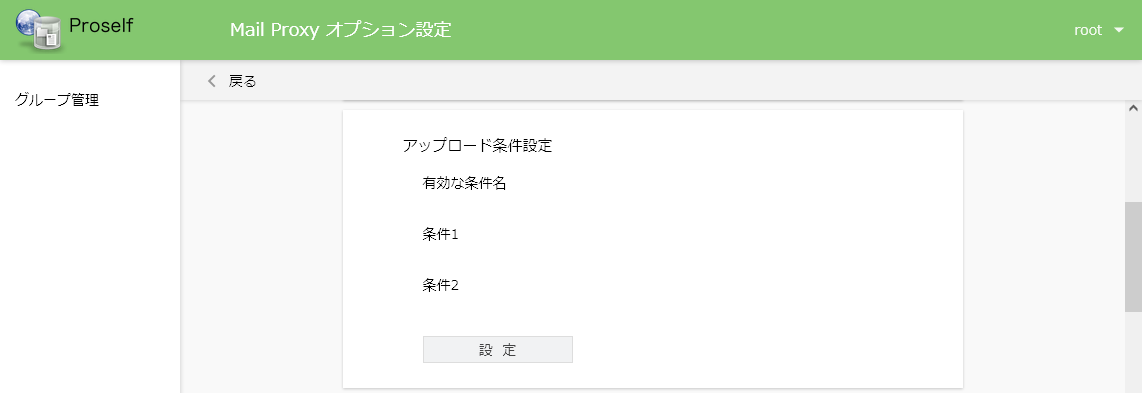 Proself
Mail Proxy オプション設定
root
戻る
グループ管理
アップロード条件設定
有効な条件名
条件1
条件2
設 定